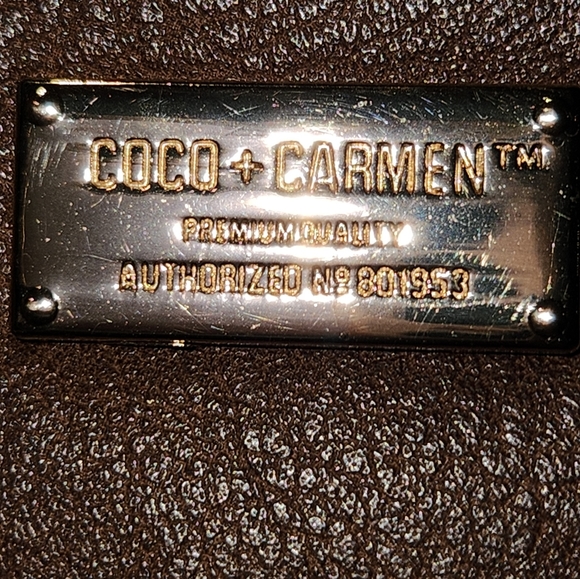 COCO + CARMEN™
PREMIUM QUALITY
AUTHORIZED Nº 801953